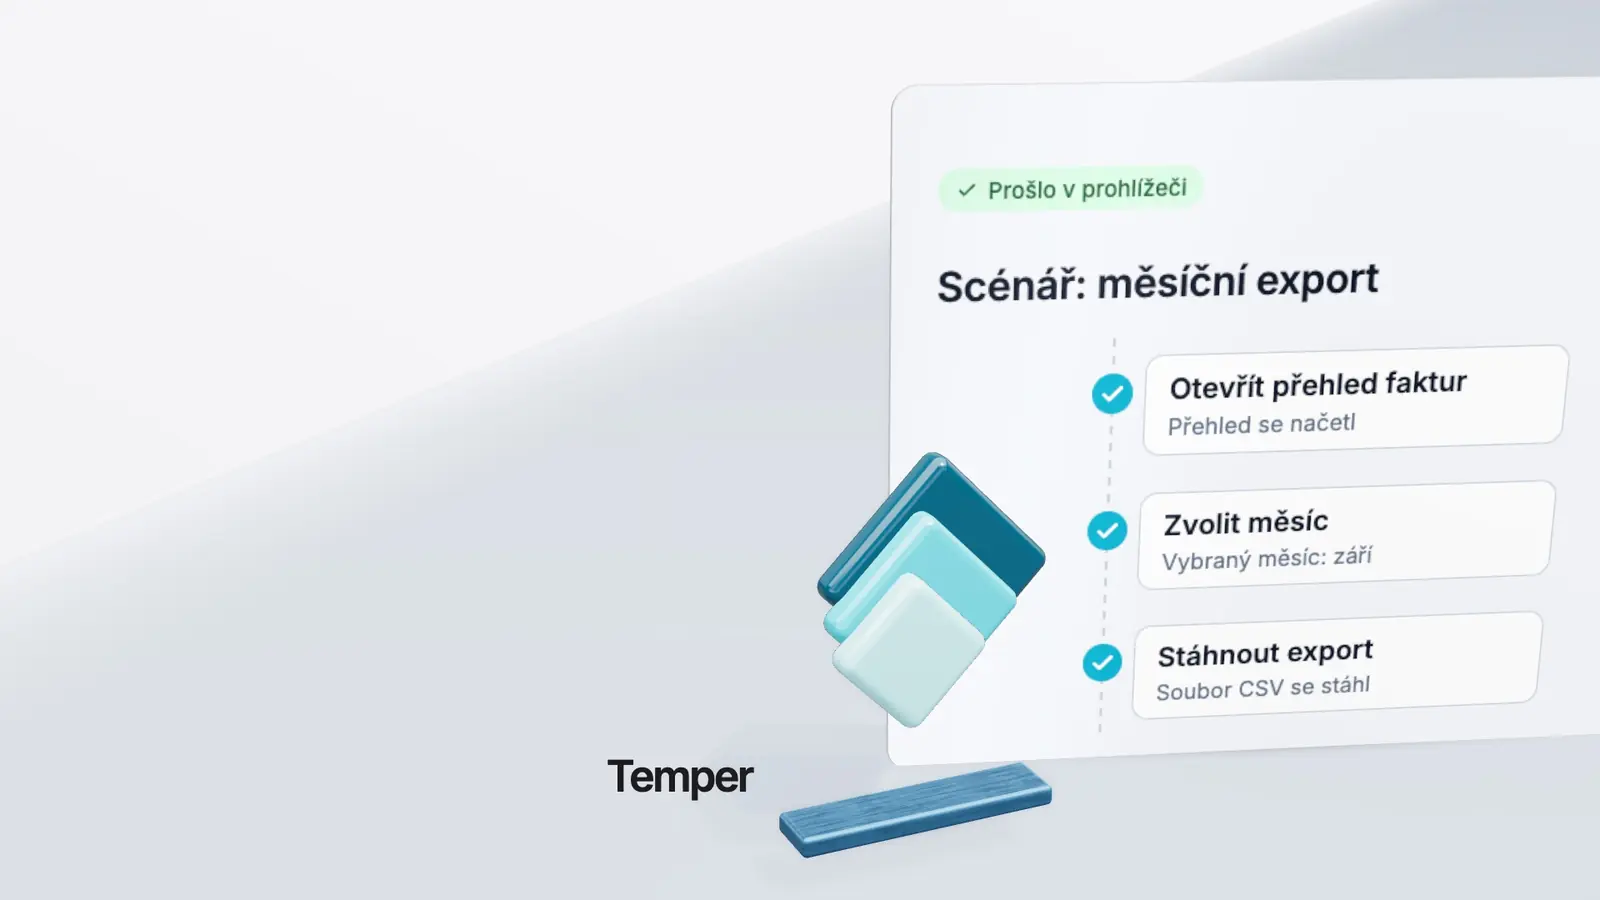 Prošlo v prohlížeči
Scénář: měsíční export
Otevřít přehled faktur
Přehled se načetl
Zvolit měsíc
Vybraný měsíc: září
Stáhnout export
Soubor CSV se stáhl
Temper